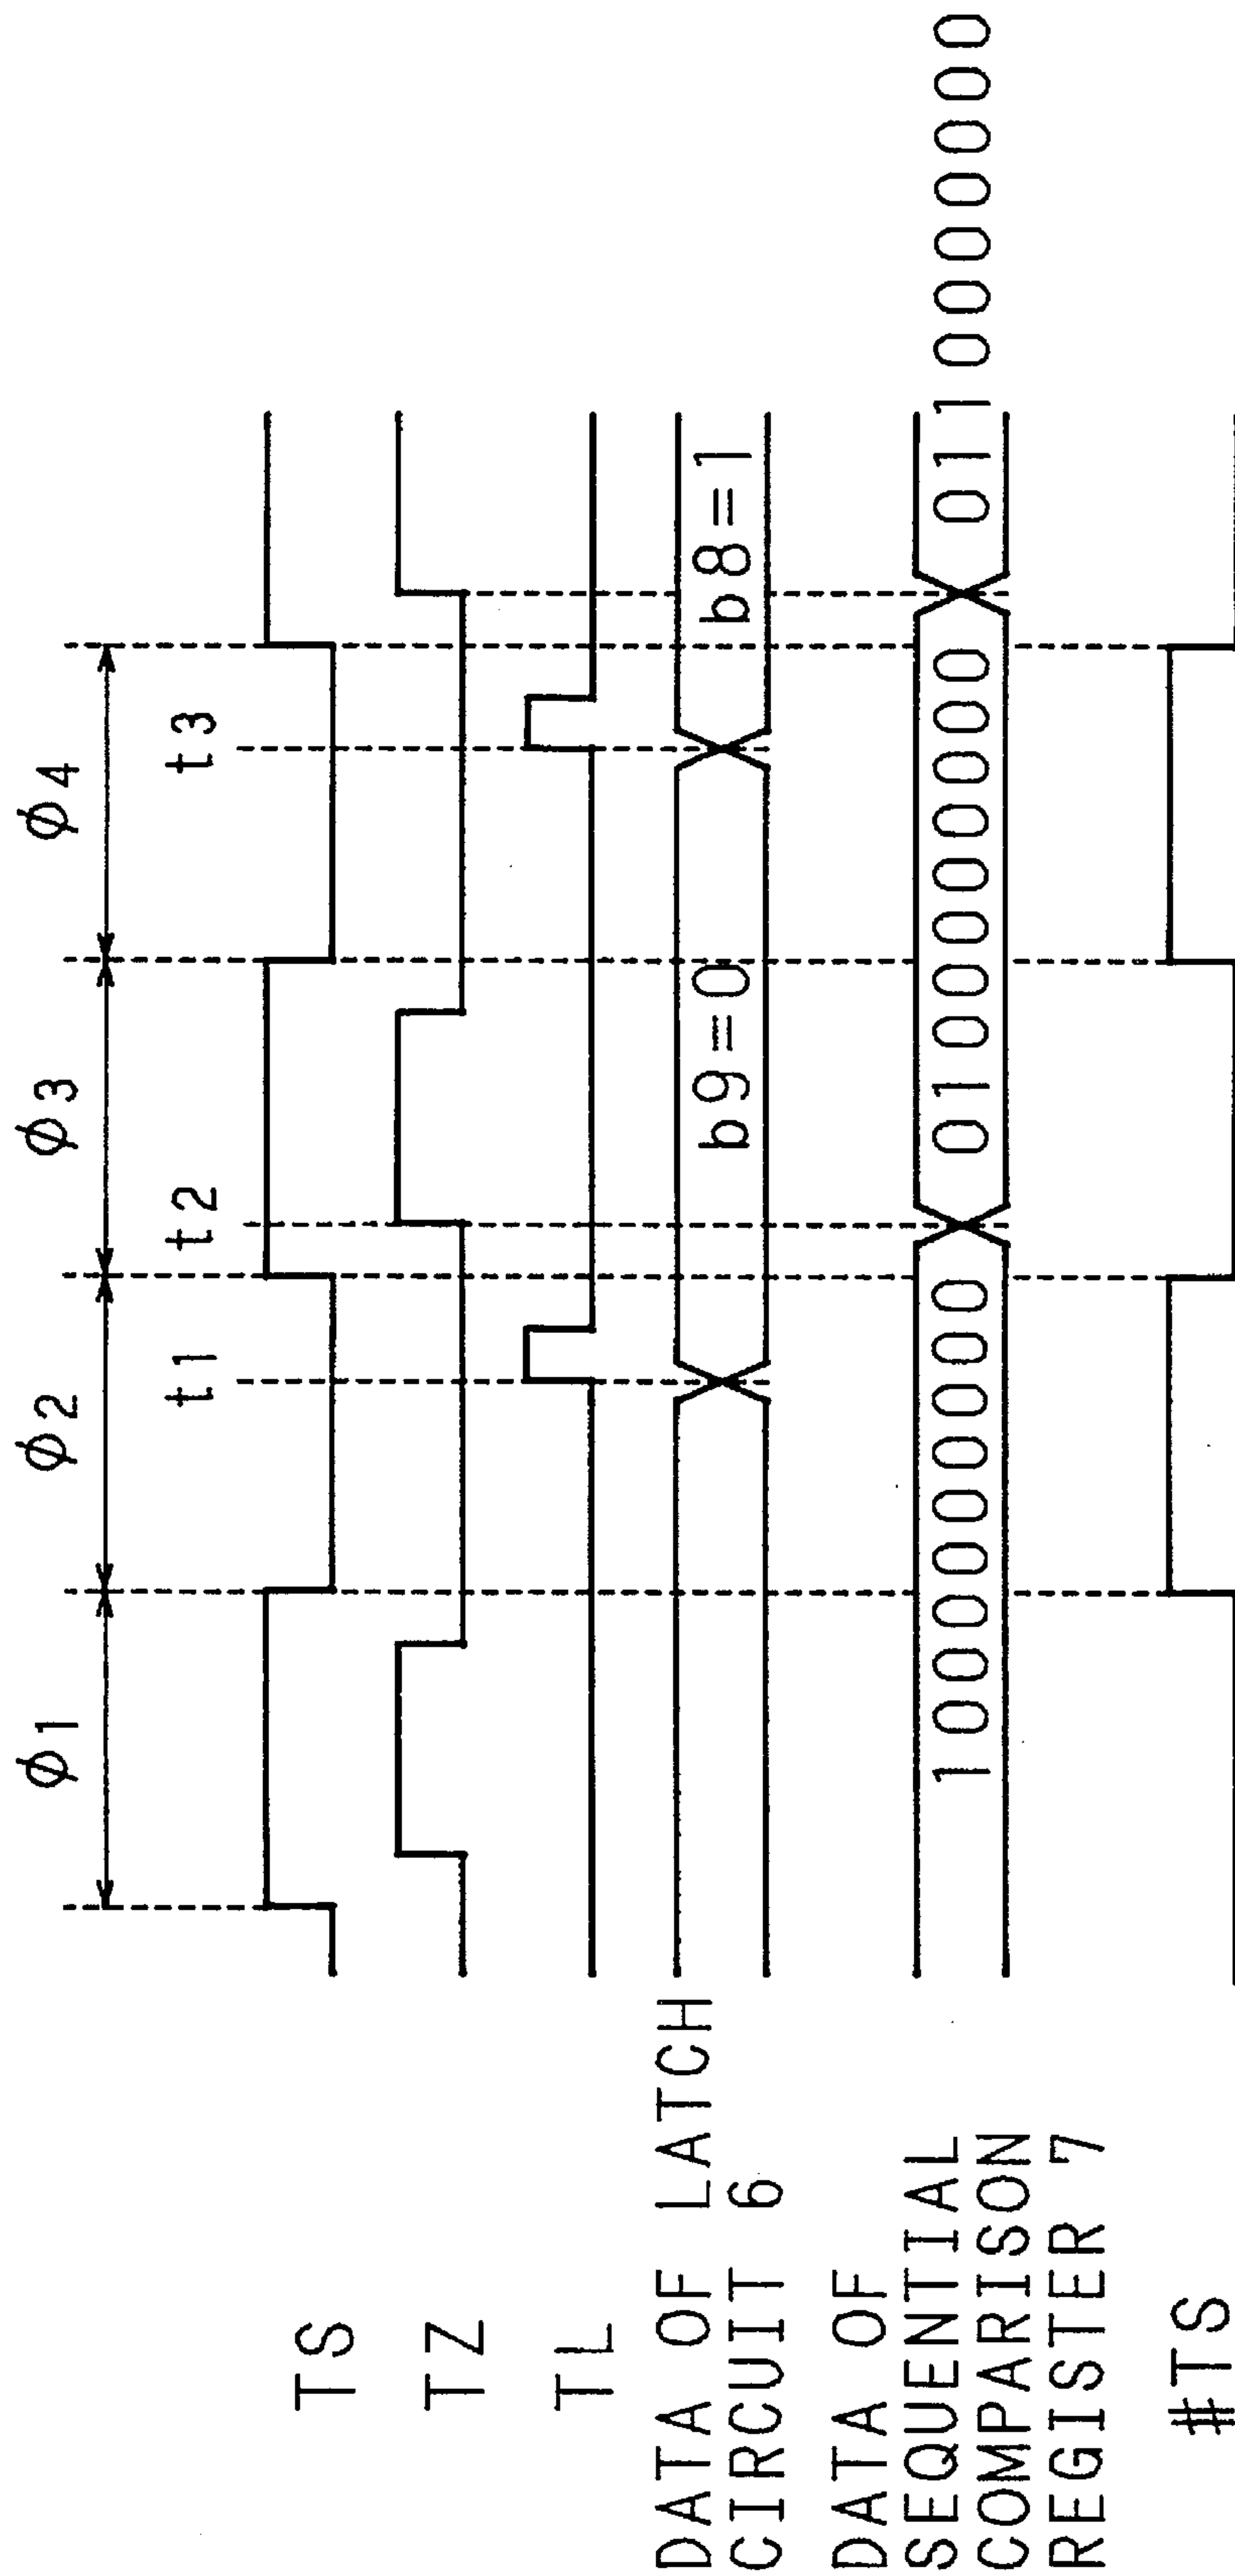 ϕ1 ϕ2 ϕ3 ϕ4
t1 t2 t3
TS
TZ
TL
DATA OF LATCH
CIRCUIT 6
b9=0 b8=1
DATA OF
SEQUENTIAL
COMPARISON
REGISTER 7
1000000000 0100000000 0110000000
#TS